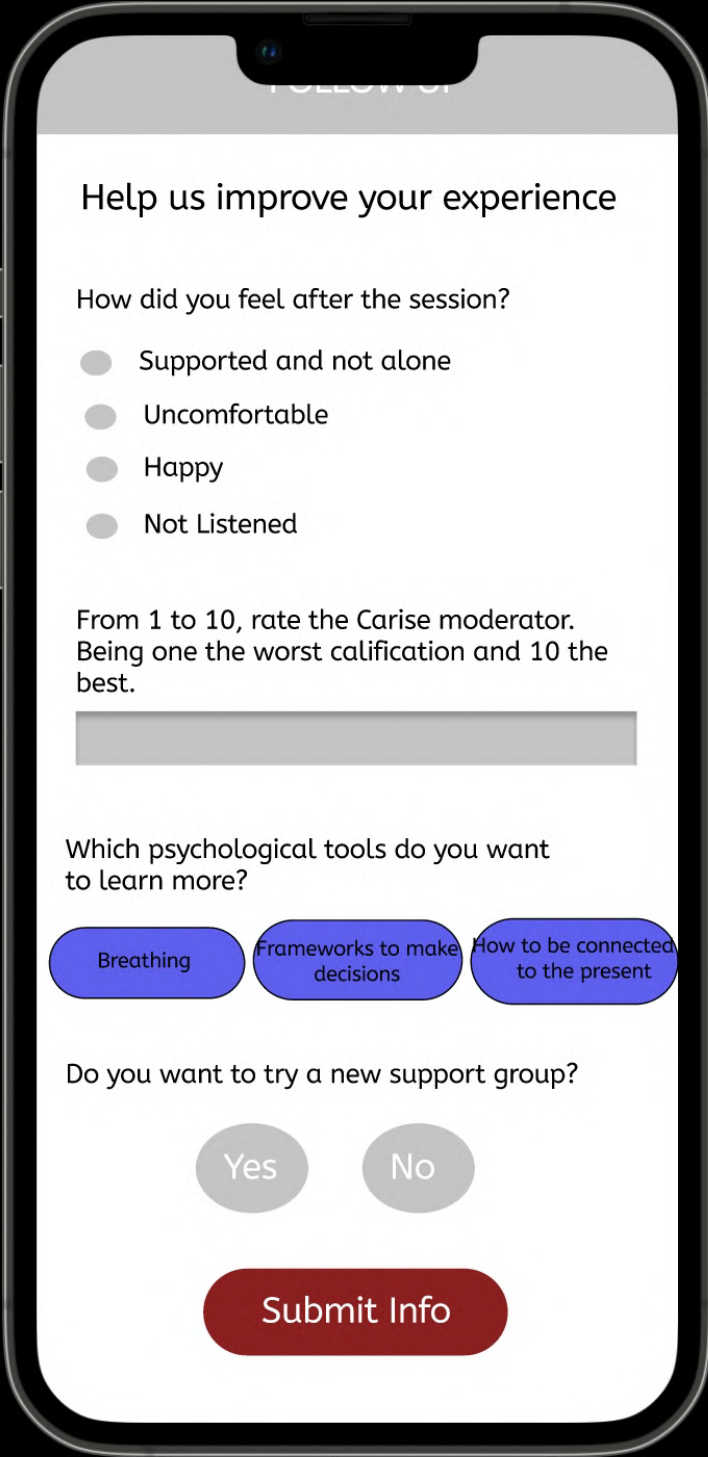 FOLLOW UP
Help us improve your experience
How did you feel after the session?
Supported and not alone
Uncomfortable
Happy
Not Listened
From 1 to 10, rate the Carise moderator.
Being one the worst calification and 10 the
best.
Which psychological tools do you want
to learn more?
Breathing
Frameworks to make
decisions
How to be connected
to the present
Do you want to try a new support group?
Yes
No
Submit Info